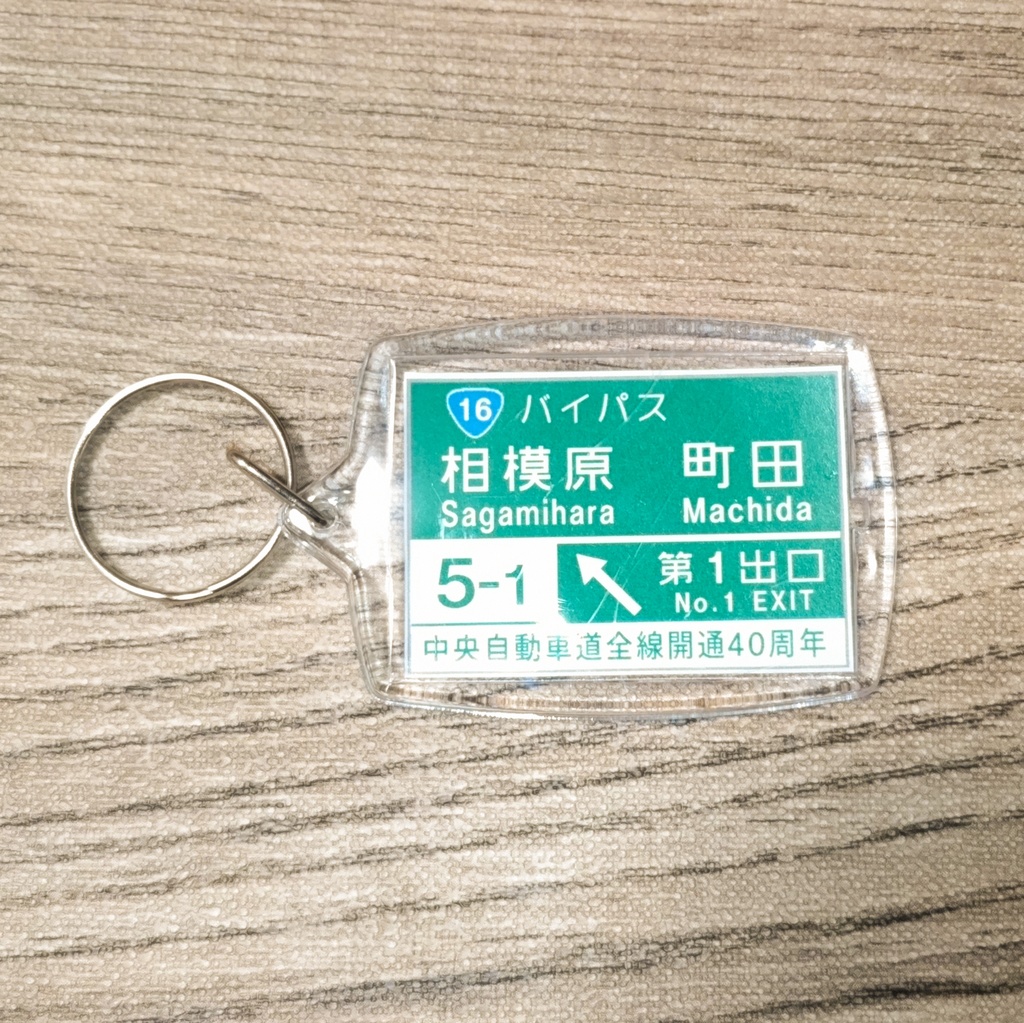 16 バイパス
相模原 町田
Sagamihara Machida
5-1 第1出口
No.1 EXIT
中央自動車道全線開通40周年